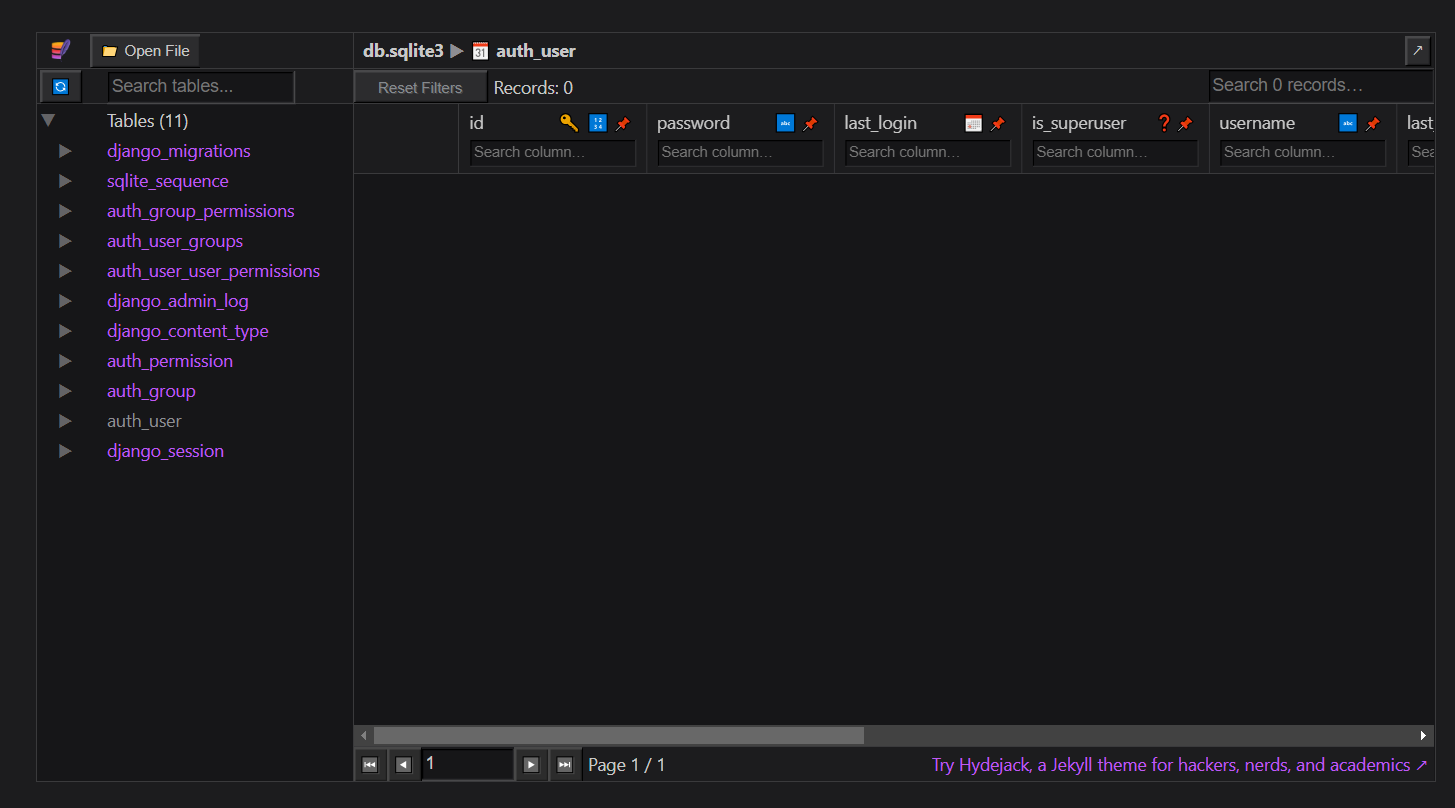 Open File
db.sqlite3 ▶ auth_user
Search tables...
Reset Filters
Records: 0
Search 0 records…
Tables (11)
django_migrations
sqlite_sequence
auth_group_permissions
auth_user_groups
auth_user_user_permissions
django_admin_log
django_content_type
auth_permission
auth_group
auth_user
django_session
id
password
last_login
is_superuser
username
last_
Search column…
Search column…
Search column…
Search column…
Search column…
Sea
1
Page 1 / 1
Try Hydejack, a Jekyll theme for hackers, nerds, and academics ↗